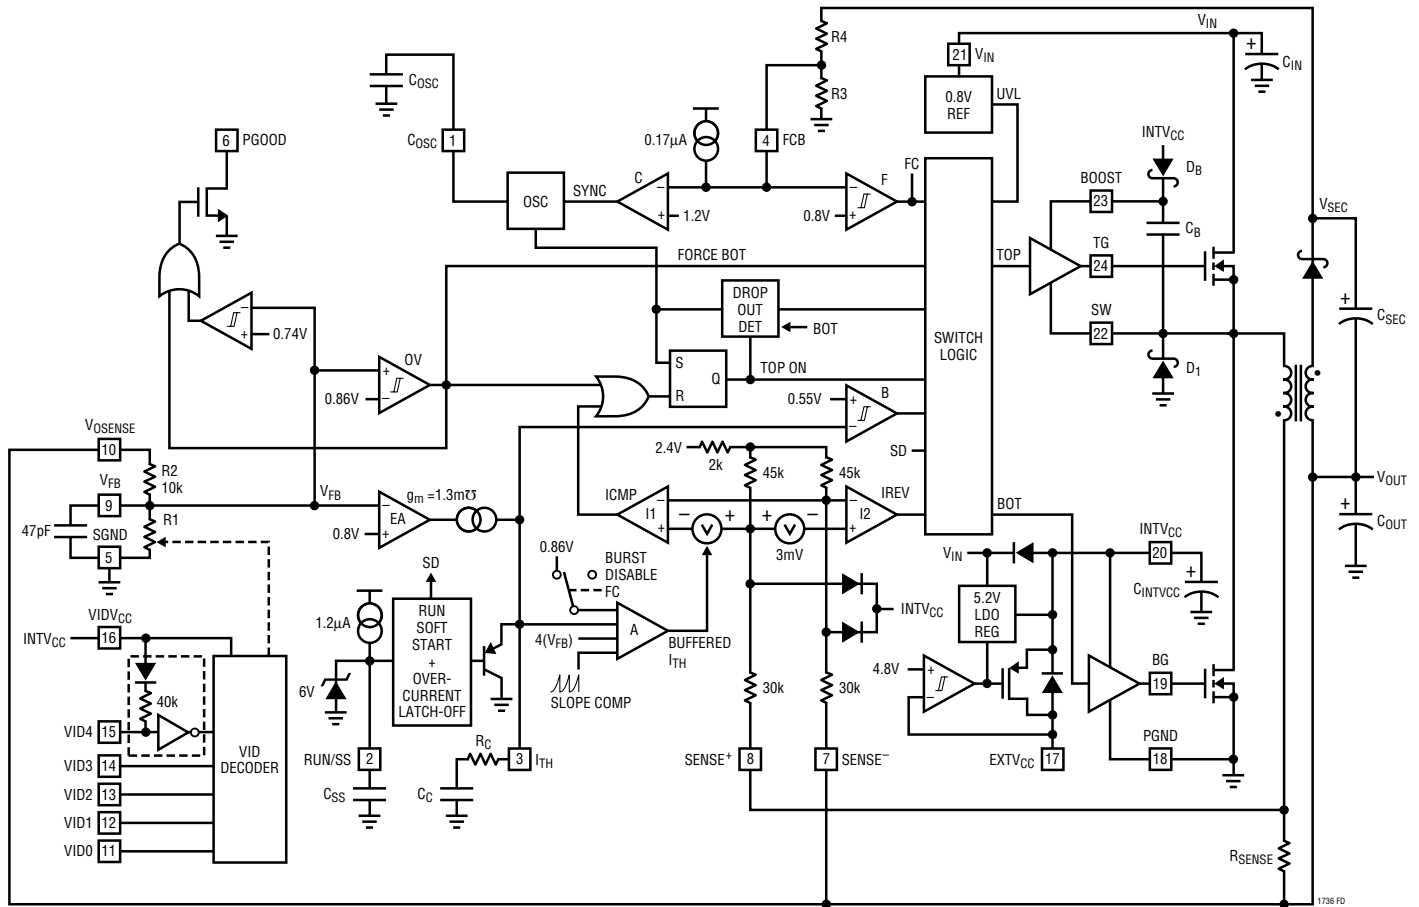 VIN
R4
21 VIN
CIN
COSC
R3
0.8V
REF
UVL
INTVCC
6 PGOOD
COSC 1
0.17μA
4 FCB
DB
FC
BOOST
23
OSC
SYNC
C
−
+
1.2V
F
−
+
0.8V
VSEC
CB
FORCE BOT
TOP
TG
24
DROP
OUT
DET
BOT
SW
22
CSEC
−
+
0.74V
SWITCH
LOGIC
OV
+
−
0.86V
S
R
Q
TOP ON
D1
B
+
−
0.55V
VOSENSE
10
2.4V
2k
SD
R2
10k
45k
45k
VOUT
VFB
9
VFB
gm =1.3m℧
ICMP
I1
−
+
IREV
I2
−
+
BOT
EA
−
+
0.8V
R1
47pF
SGND
5
− V +
+ V −
3mV
COUT
INTVCC
20
VIN
0.86V
BURST
DISABLE
FC
SD
CINTVCC
5.2V
LDO
REG
INTVCC
1.2μA
RUN
SOFT
START
+
OVER-
CURRENT
LATCH-OFF
A
4(VFB)
BUFFERED
ITH
SLOPE COMP
VIDVCC
16
INTVCC
6V
4.8V
+
−
BG
19
30k
30k
40k
VID4 15
VID
DECODER
VID3 14
VID2 13
VID1 12
VID0 11
RUN/SS 2
RC
3 ITH
SENSE+ 8
7 SENSE−
EXTVCC 17
PGND
18
CSS
CC
RSENSE
1736 FD